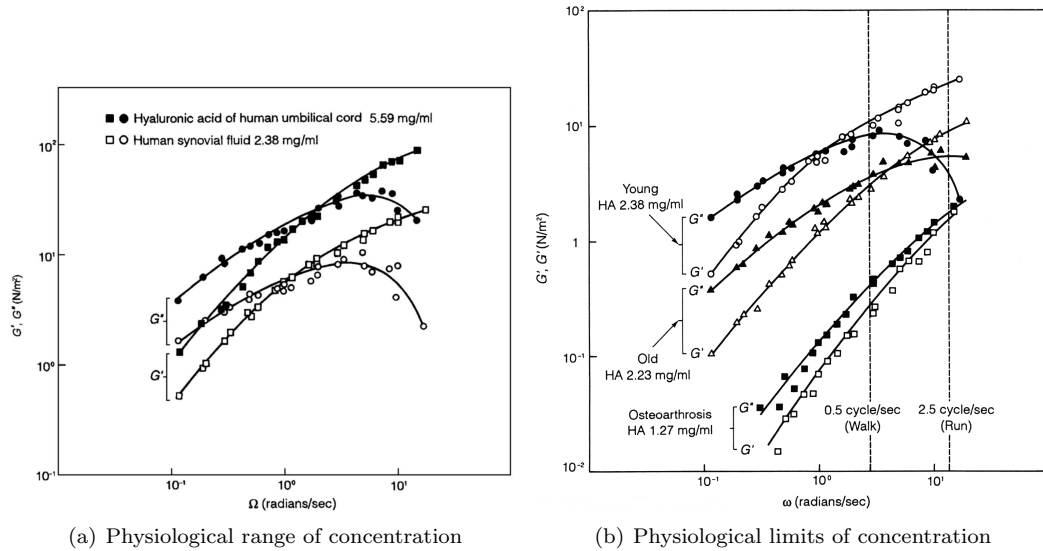 Hyaluronic acid of human umbilical cord 5.59 mg/ml
Human synovial fluid 2.38 mg/ml
10²
10¹
10⁰
10⁻¹
G′, G″ (N/m²)
G″
G′
10⁻¹
10⁰
10¹
Ω (radians/sec)
(a) Physiological range of concentration
10²
10¹
1
10⁻¹
10⁻²
G′, G′ (N/m²)
Young
HA 2.38 mg/ml
G″
G′
Old
HA 2.23 mg/ml
G″
G′
Osteoarthrosis
HA 1.27 mg/ml
G″
G′
0.5 cycle/sec
(Walk)
2.5 cycle/sec
(Run)
10⁻¹
10⁰
10¹
ω (radians/sec)
(b) Physiological limits of concentration